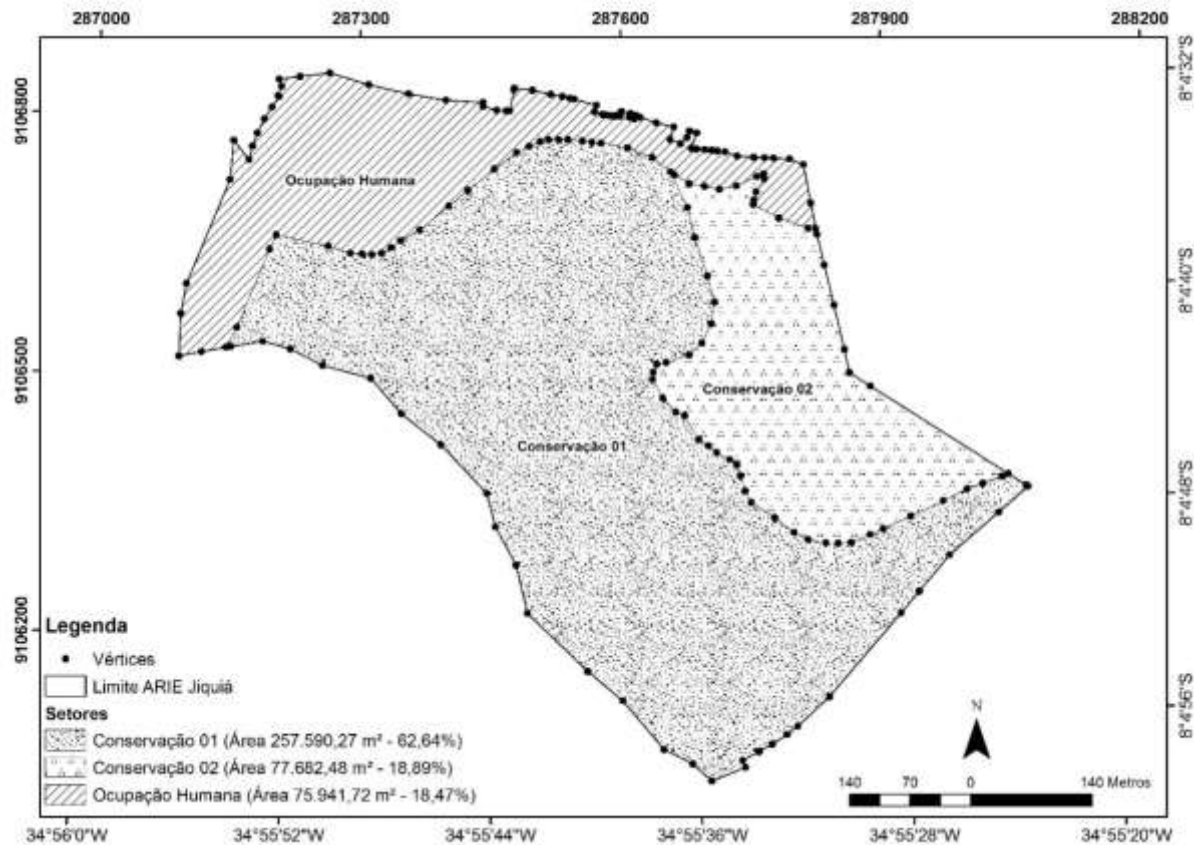 287000 287300 287600 287900 288200
8°4'32"S
9106800
Ocupação Humana
8°4'40"S
9106500
Conservação 02
Conservação 01
8°4'48"S
9106200
Legenda
Vértices
Limite ARIE Jiquiá
Setores
Conservação 01 (Área 257.590,27 m² - 62,64%)
Conservação 02 (Área 77.682,48 m² - 18,89%)
Ocupação Humana (Área 75.941,72 m² - 18,47%)
N
8°4'56"S
140 70 0 140 Metros
34°56'0"W 34°55'52"W 34°55'44"W 34°55'36"W 34°55'28"W 34°55'20"W